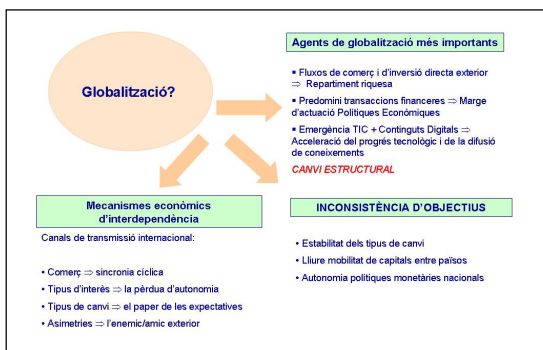 Globalització?
Agents de globalització més importants
▪ Fluxos de comerç i d'inversió directa exterior
⇒ Repartiment riquesa
▪ Predomini transaccions financeres ⇒ Marge
d'actuació Polítiques Econòmiques
▪ Emergència TIC + Continguts Digitals ⇒
Acceleració del progrés tecnològic i de la difusió
de coneixements
CANVI ESTRUCTURAL
Mecanismes econòmics
d'interdependència
Canals de transmissió internacional:
• Comerç ⇒ sincronia cíclica
• Tipus d'interès ⇒ la pèrdua d'autonomia
• Tipus de canvi ⇒ el paper de les expectatives
• Asimetries ⇒ l'enemic/amic exterior
INCONSISTÈNCIA D'OBJECTIUS
• Estabilitat dels tipus de canvi
• Lliure mobilitat de capitals entre països
• Autonomia polítiques monetàries nacionals